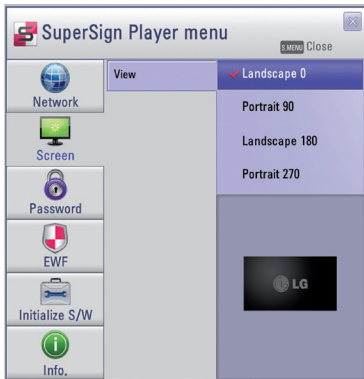 SuperSign Player menu
S.MENU Close
Network
Screen
Password
EWF
Initialize S/W
Info.
View
Landscape 0
Portrait 90
Landscape 180
Portrait 270
LG